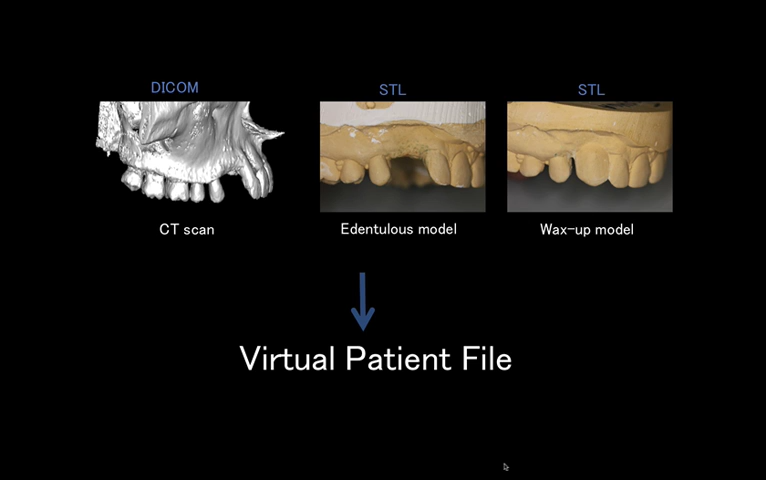 DICOM
STL
STL
CT scan
Edentulous model
Wax-up model
Virtual Patient File